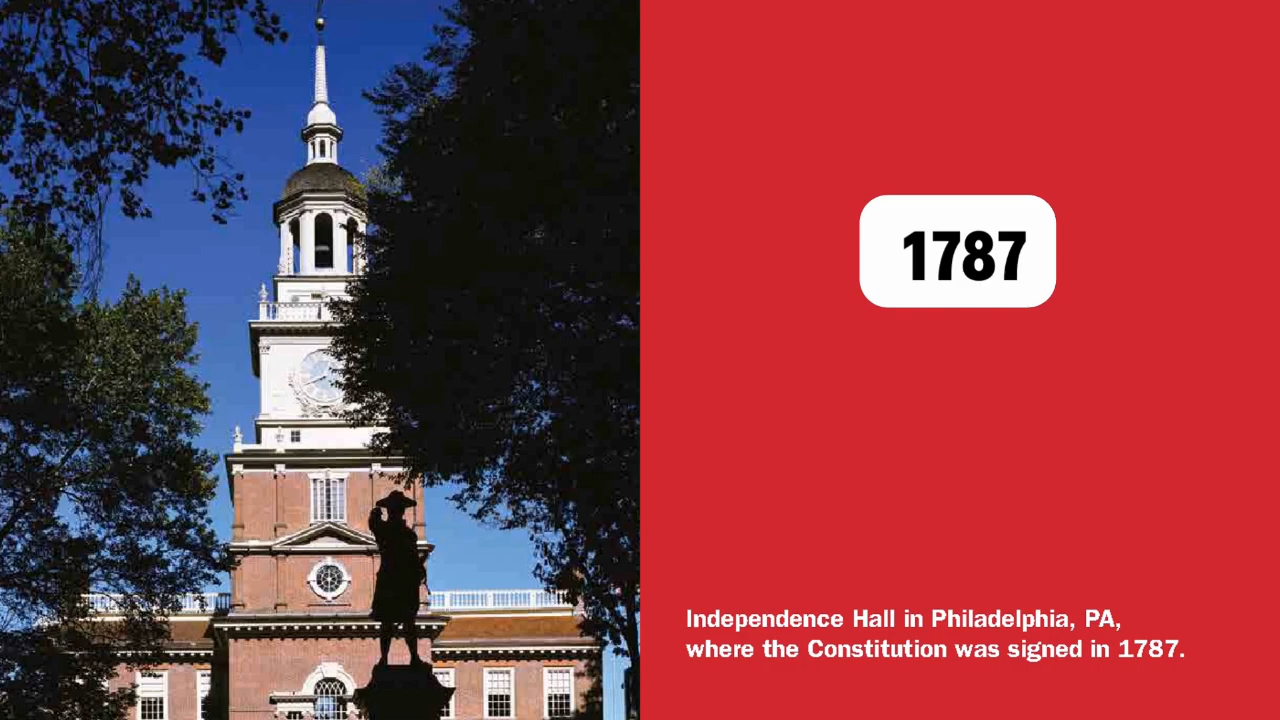 1787
Independence Hall in Philadelphia, PA,
where the Constitution was signed in 1787.